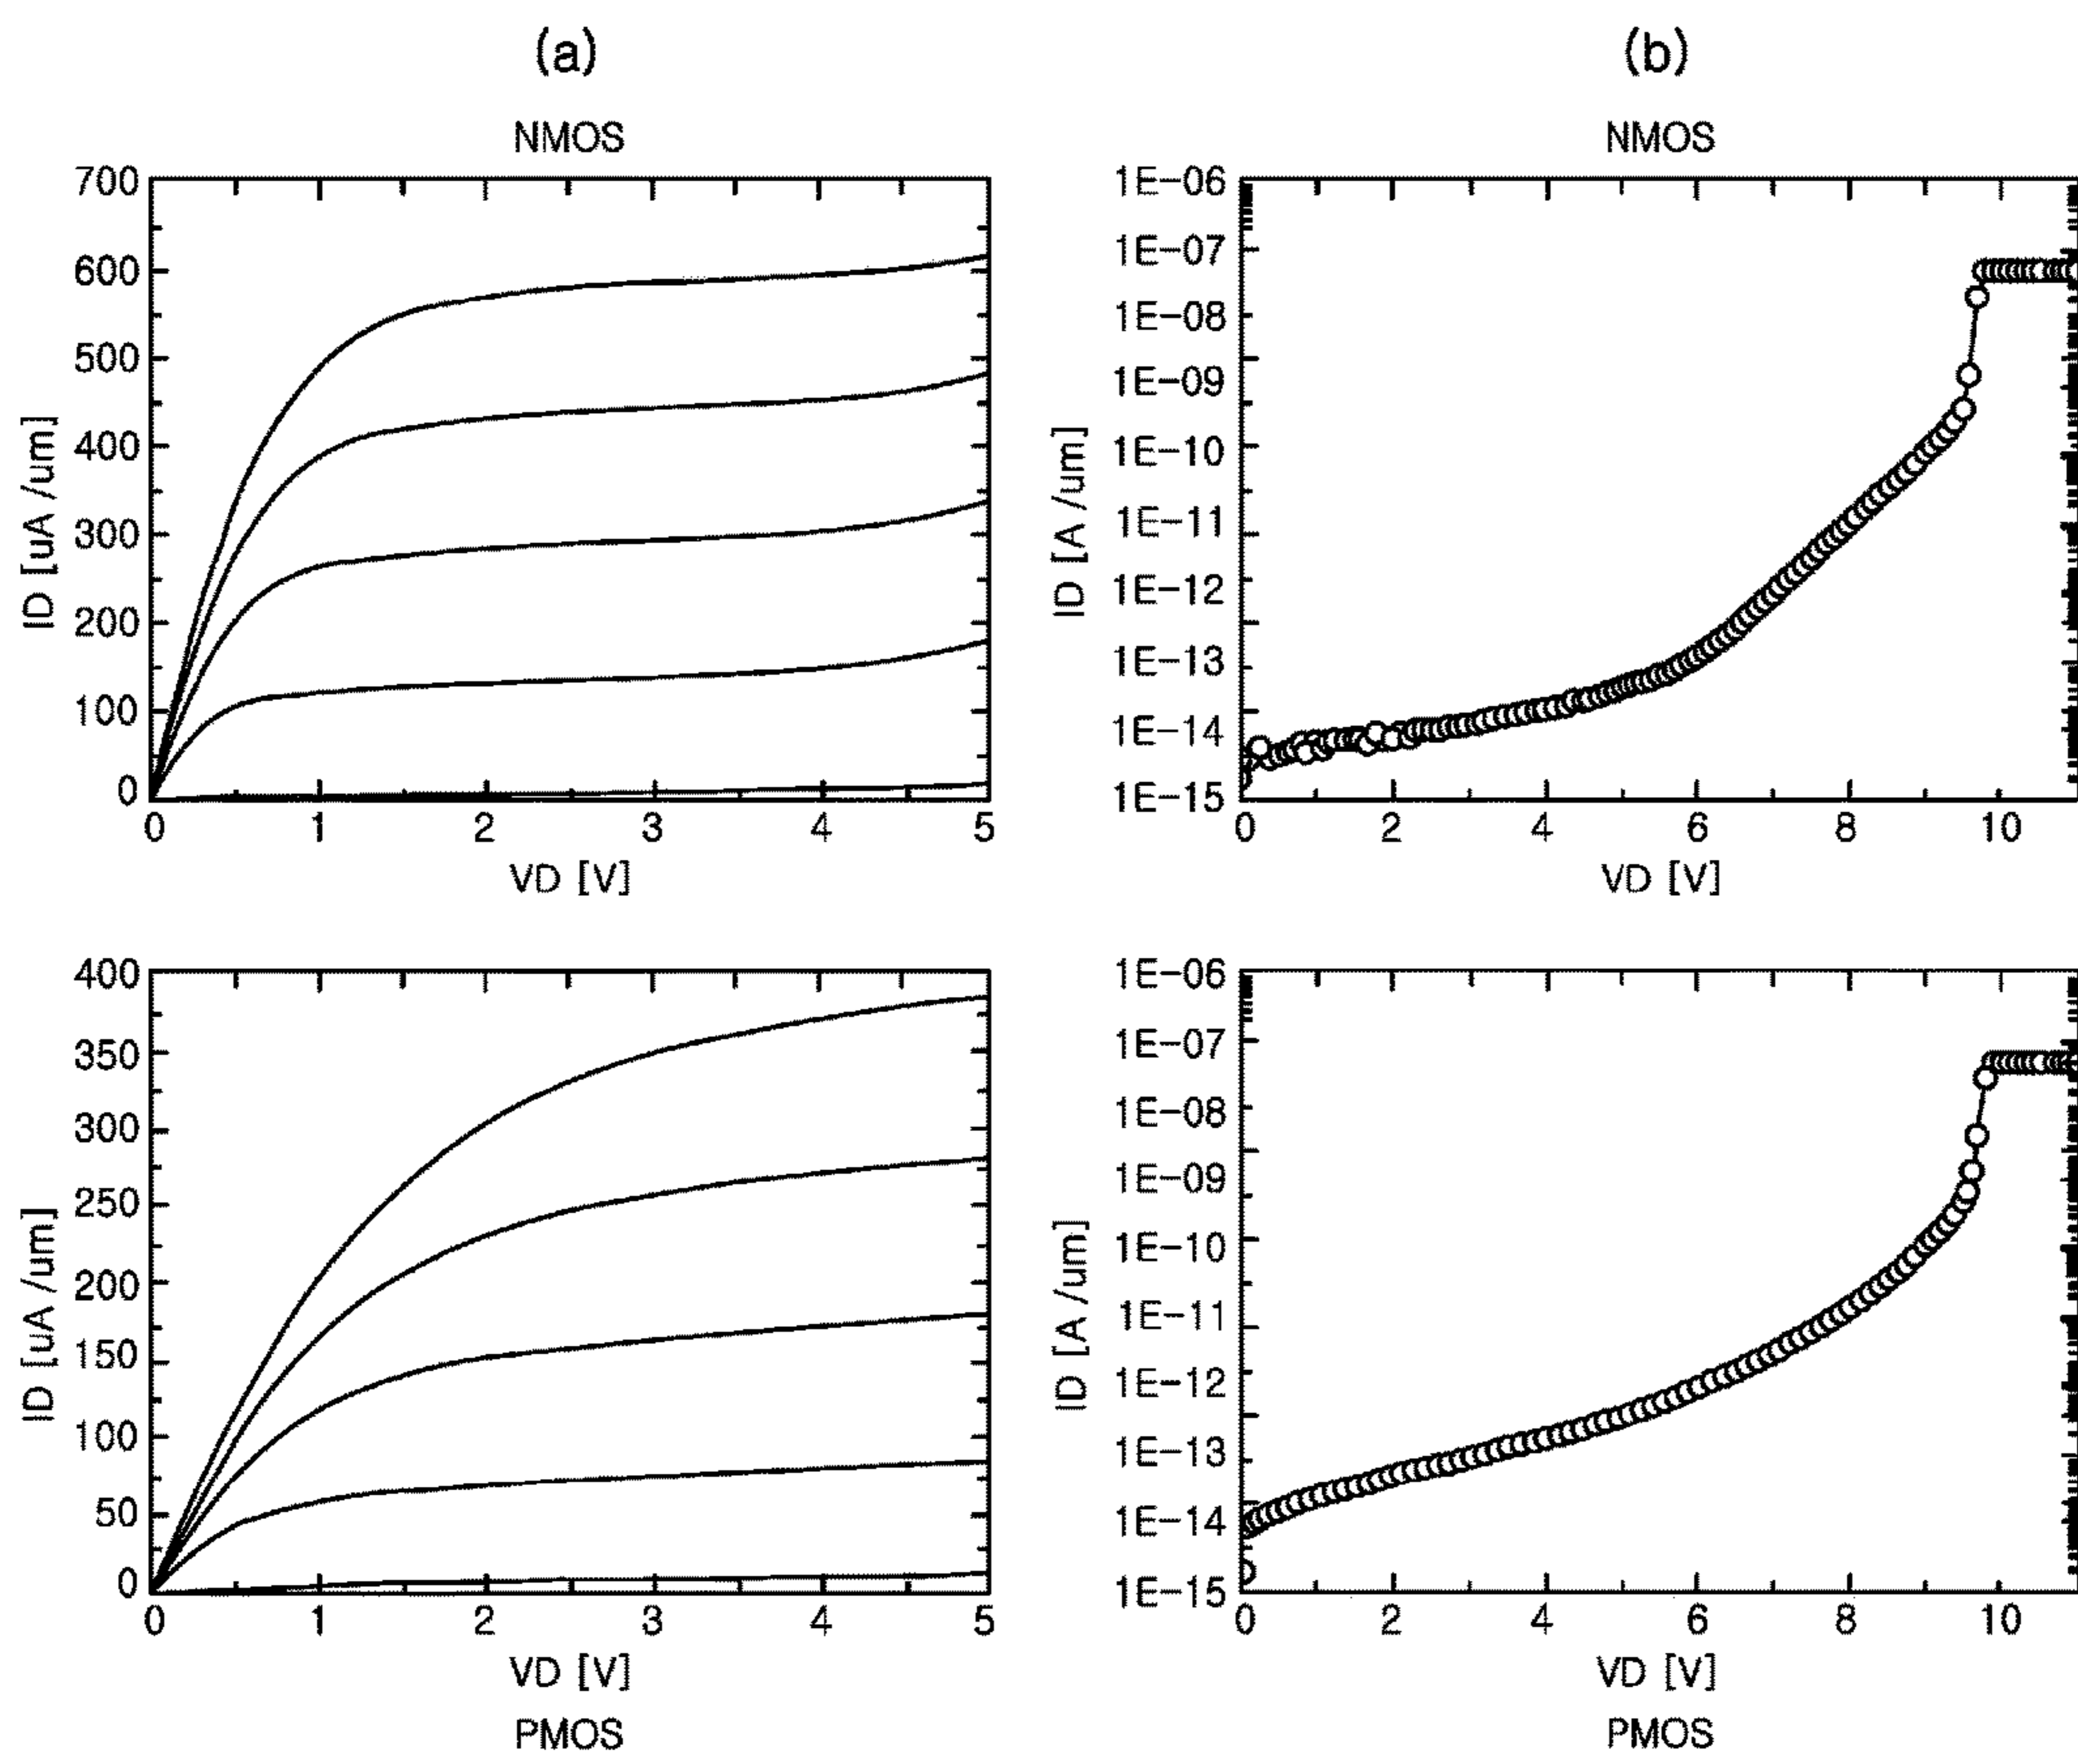 (a)
NMOS
700
600
500
400
300
200
100
0
ID [uA /um]
0 1 2 3 4 5
VD [V]
(b)
NMOS
1E-06
1E-07
1E-08
1E-09
1E-10
1E-11
1E-12
1E-13
1E-14
1E-15
ID [A /um]
0 2 4 6 8 10
VD [V]
400
350
300
250
200
150
100
50
0
ID [uA /um]
0 1 2 3 4 5
VD [V]
PMOS
1E-06
1E-07
1E-08
1E-09
1E-10
1E-11
1E-12
1E-13
1E-14
1E-15
ID [A /um]
0 2 4 6 8 10
VD [V]
PMOS